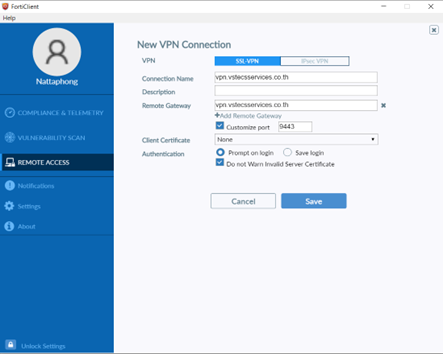 FortiClient
Help
Nattaphong
COMPLIANCE & TELEMETRY
VULNERABILITY SCAN
REMOTE ACCESS
Notifications
Settings
About
Unlock Settings
New VPN Connection
VPN SSL-VPN IPsec VPN
Connection Name vpn.vstecsservices.co.th
Description
Remote Gateway vpn.vstecsservices.co.th
+Add Remote Gateway
Customize port 9443
Client Certificate None
Authentication Prompt on login Save login
Do not Warn Invalid Server Certificate
Cancel Save